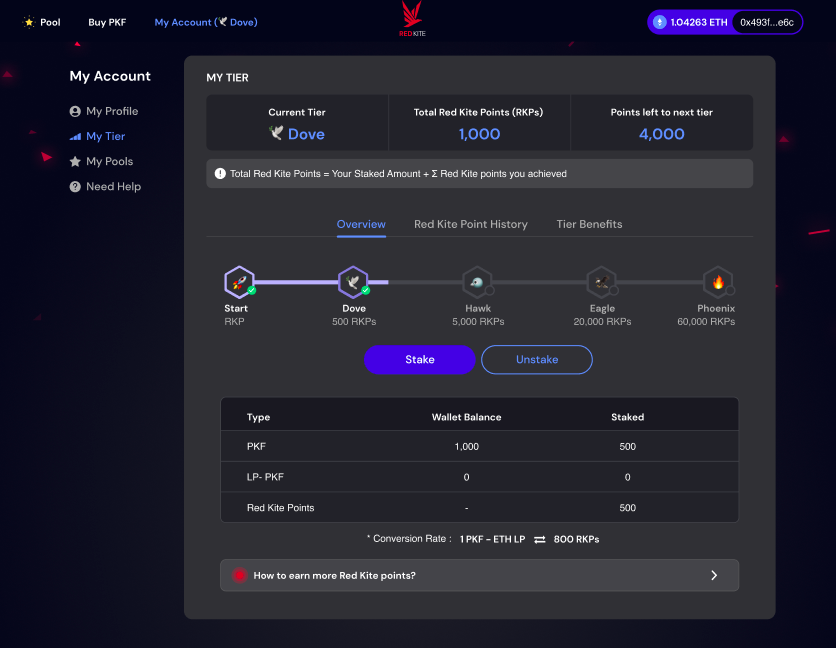 Pool
Buy PKF
My Account (🕊 Dove)
REDKITE
1.04263 ETH
0x493f...e6c
My Account
My Profile
My Tier
My Pools
Need Help
MY TIER
Current Tier
Total Red Kite Points (RKPs)
Points left to next tier
Dove
1,000
4,000
Total Red Kite Points = Your Staked Amount + Σ Red Kite points you achieved
Overview
Red Kite Point History
Tier Benefits
Start
Dove
Hawk
Eagle
Phoenix
RKP
500 RKPs
5,000 RKPs
20,000 RKPs
60,000 RKPs
Stake
Unstake
Type Wallet Balance Staked
PKF 1,000 500
LP- PKF 0 0
Red Kite Points - 500
* Conversion Rate : 1 PKF - ETH LP ⇄ 800 RKPs
How to earn more Red Kite points?